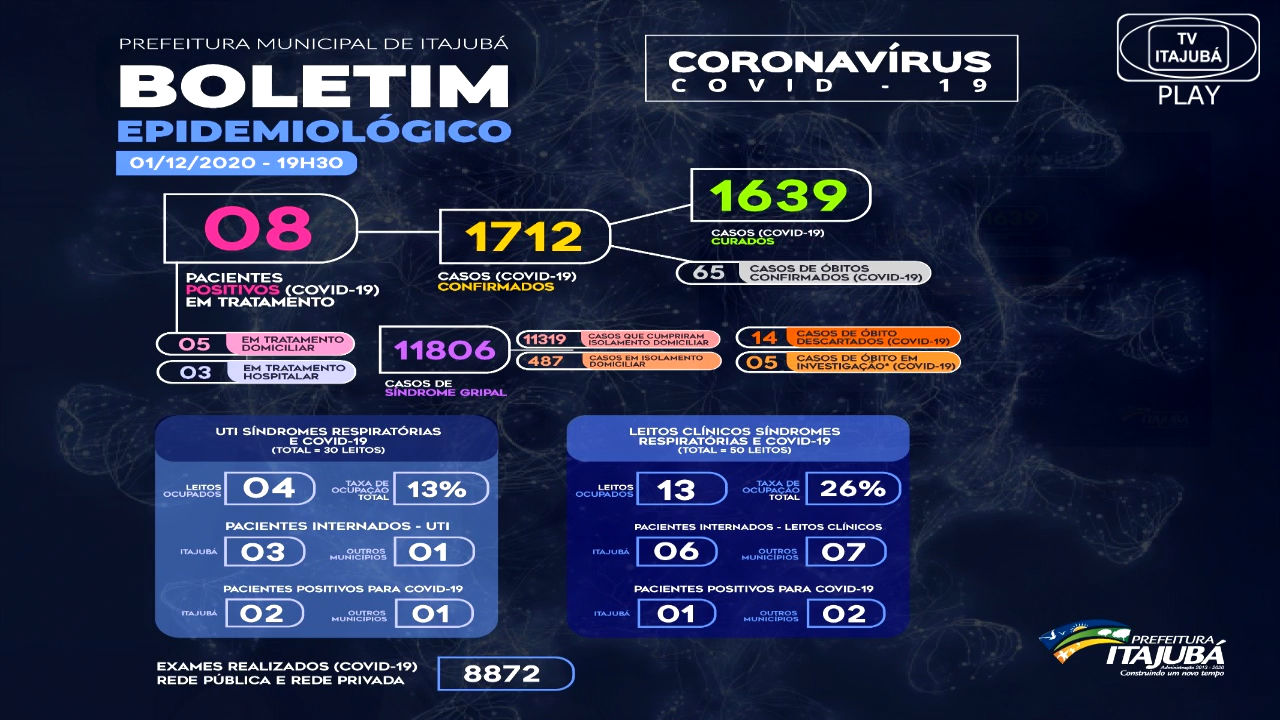 PREFEITURA MUNICIPAL DE ITAJUBÁ
BOLETIM
EPIDEMIOLÓGICO
01/12/2020 - 19H30
CORONAVÍRUS
COVID - 19
TV
ITAJUBÁ
PLAY
08
PACIENTES
POSITIVOS (COVID-19)
EM TRATAMENTO
1712
CASOS (COVID-19)
CONFIRMADOS
1639
CASOS (COVID-19)
CURADOS
65
CASOS DE ÓBITOS
CONFIRMADOS (COVID-19)
05
EM TRATAMENTO
DOMICILIAR
03
EM TRATAMENTO
HOSPITALAR
11806
CASOS DE
SÍNDROME GRIPAL
11319
CASOS QUE CUMPRIRAM
ISOLAMENTO DOMICILIAR
487
CASOS EM ISOLAMENTO
DOMICILIAR
14
CASOS DE ÓBITO
DESCARTADOS (COVID-19)
05
CASOS DE ÓBITO EM
INVESTIGAÇÃO* (COVID-19)
UTI SÍNDROMES RESPIRATÓRIAS
E COVID-19
(TOTAL = 30 LEITOS)
LEITOS
OCUPADOS
04
TAXA DE
OCUPAÇÃO
TOTAL
13%
PACIENTES INTERNADOS - UTI
ITAJUBÁ
03
OUTROS
MUNICÍPIOS
01
PACIENTES POSITIVOS PARA COVID-19
ITAJUBÁ
02
OUTROS
MUNICÍPIOS
01
LEITOS CLÍNICOS SÍNDROMES
RESPIRATÓRIAS E COVID-19
(TOTAL = 50 LEITOS)
LEITOS
OCUPADOS
13
TAXA DE
OCUPAÇÃO
TOTAL
26%
PACIENTES INTERNADOS - LEITOS CLÍNICOS
ITAJUBÁ
06
OUTROS
MUNICÍPIOS
07
PACIENTES POSITIVOS PARA COVID-19
ITAJUBÁ
01
OUTROS
MUNICÍPIOS
02
EXAMES REALIZADOS (COVID-19)
REDE PÚBLICA E REDE PRIVADA
8872
PREFEITURA
ITAJUBÁ
Administração 2013 - 2020
Construindo um novo tempo